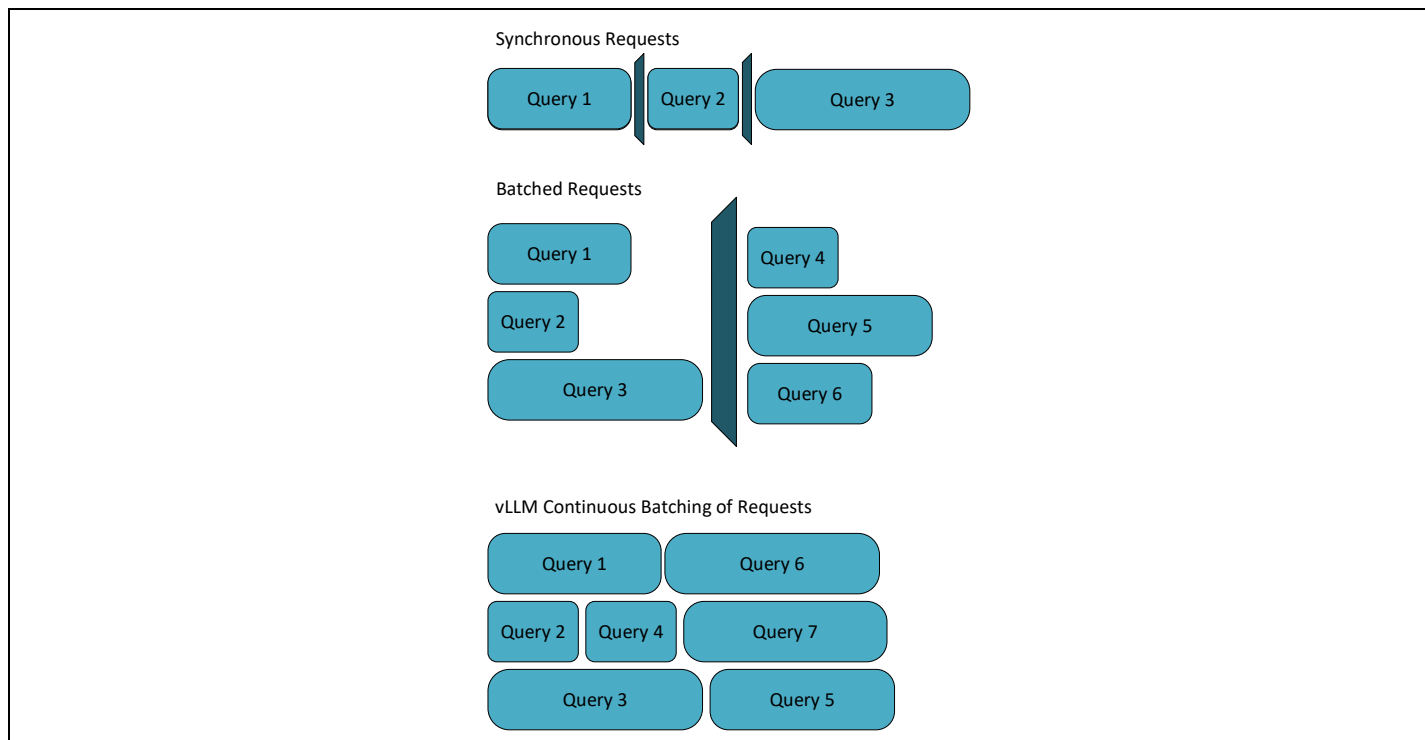 Synchronous Requests
Query 1
Query 2
Query 3
Batched Requests
Query 1
Query 4
Query 2
Query 5
Query 3
Query 6
vLLM Continuous Batching of Requests
Query 1
Query 6
Query 2
Query 4
Query 7
Query 3
Query 5